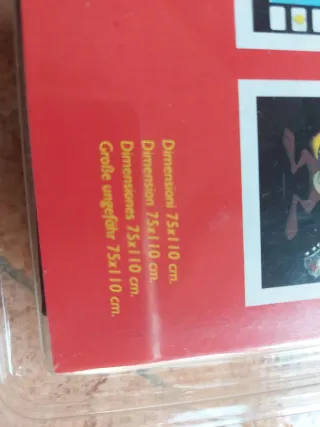 Dimensioni 75x110 cm.
Dimension 75x110 cm.
Dimensiones 75x110 cm.
Große ungefähr 75x110 cm.